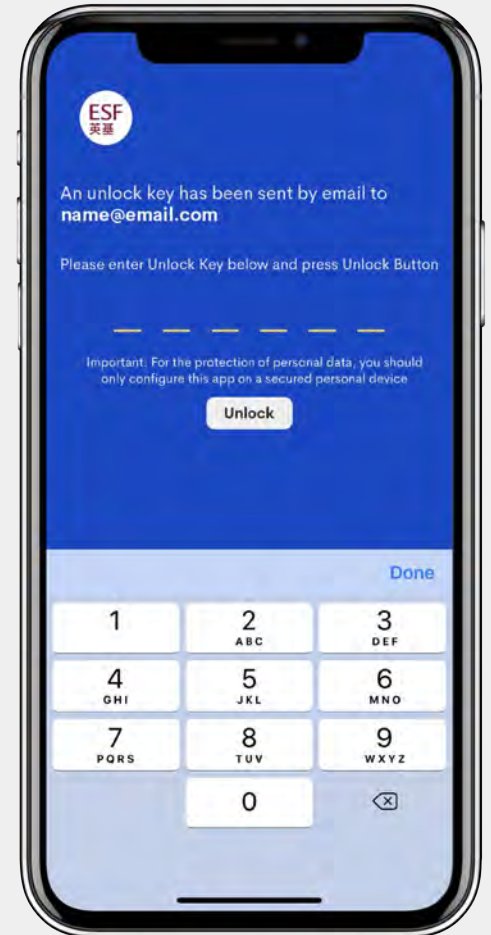 ESF
英基
An unlock key has been sent by email to
name@email.com
Please enter Unlock Key below and press Unlock Button
Important: For the protection of personal data, you should
only configure this app on a secured personal device
Unlock
Done
1
2
ABC
3
DEF
4
GHI
5
JKL
6
MNO
7
PQRS
8
TUV
9
WXYZ
0